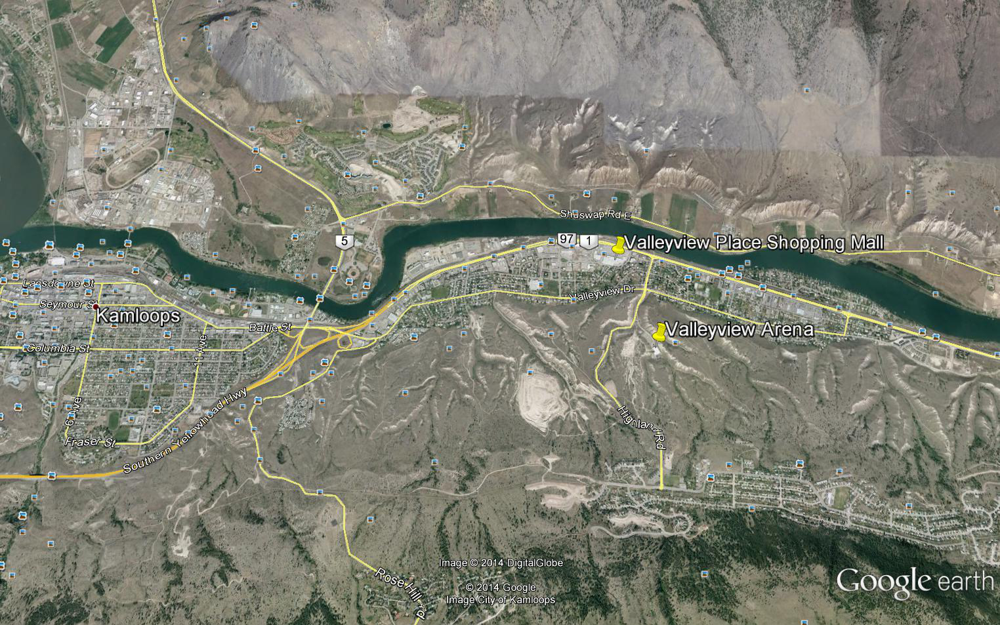 Shuswap Rd E
5
97
1
Valleyview Place Shopping Mall
Lansdowne St
Valleyview Dr
Seymour St
Kamloops
Battle St
Valleyview Arena
Columbia St
11 Ave
6 Ave
Southern Yellowhead Hwy
Highland Rd
Fraser St
Rose Hill Rd
Image © 2014 DigitalGlobe
© 2014 Google
Image City of Kamloops
Google earth